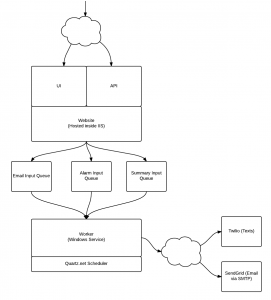 UI
API
Website
(Hosted Inside IIS)
Email Input Queue
Alarm Input
Queue
Summary Input
Queue
Worker
(Windows Service)
Quartz.net Scheduler
Twilio (Texts)
SendGrid (Email
via SMTP)